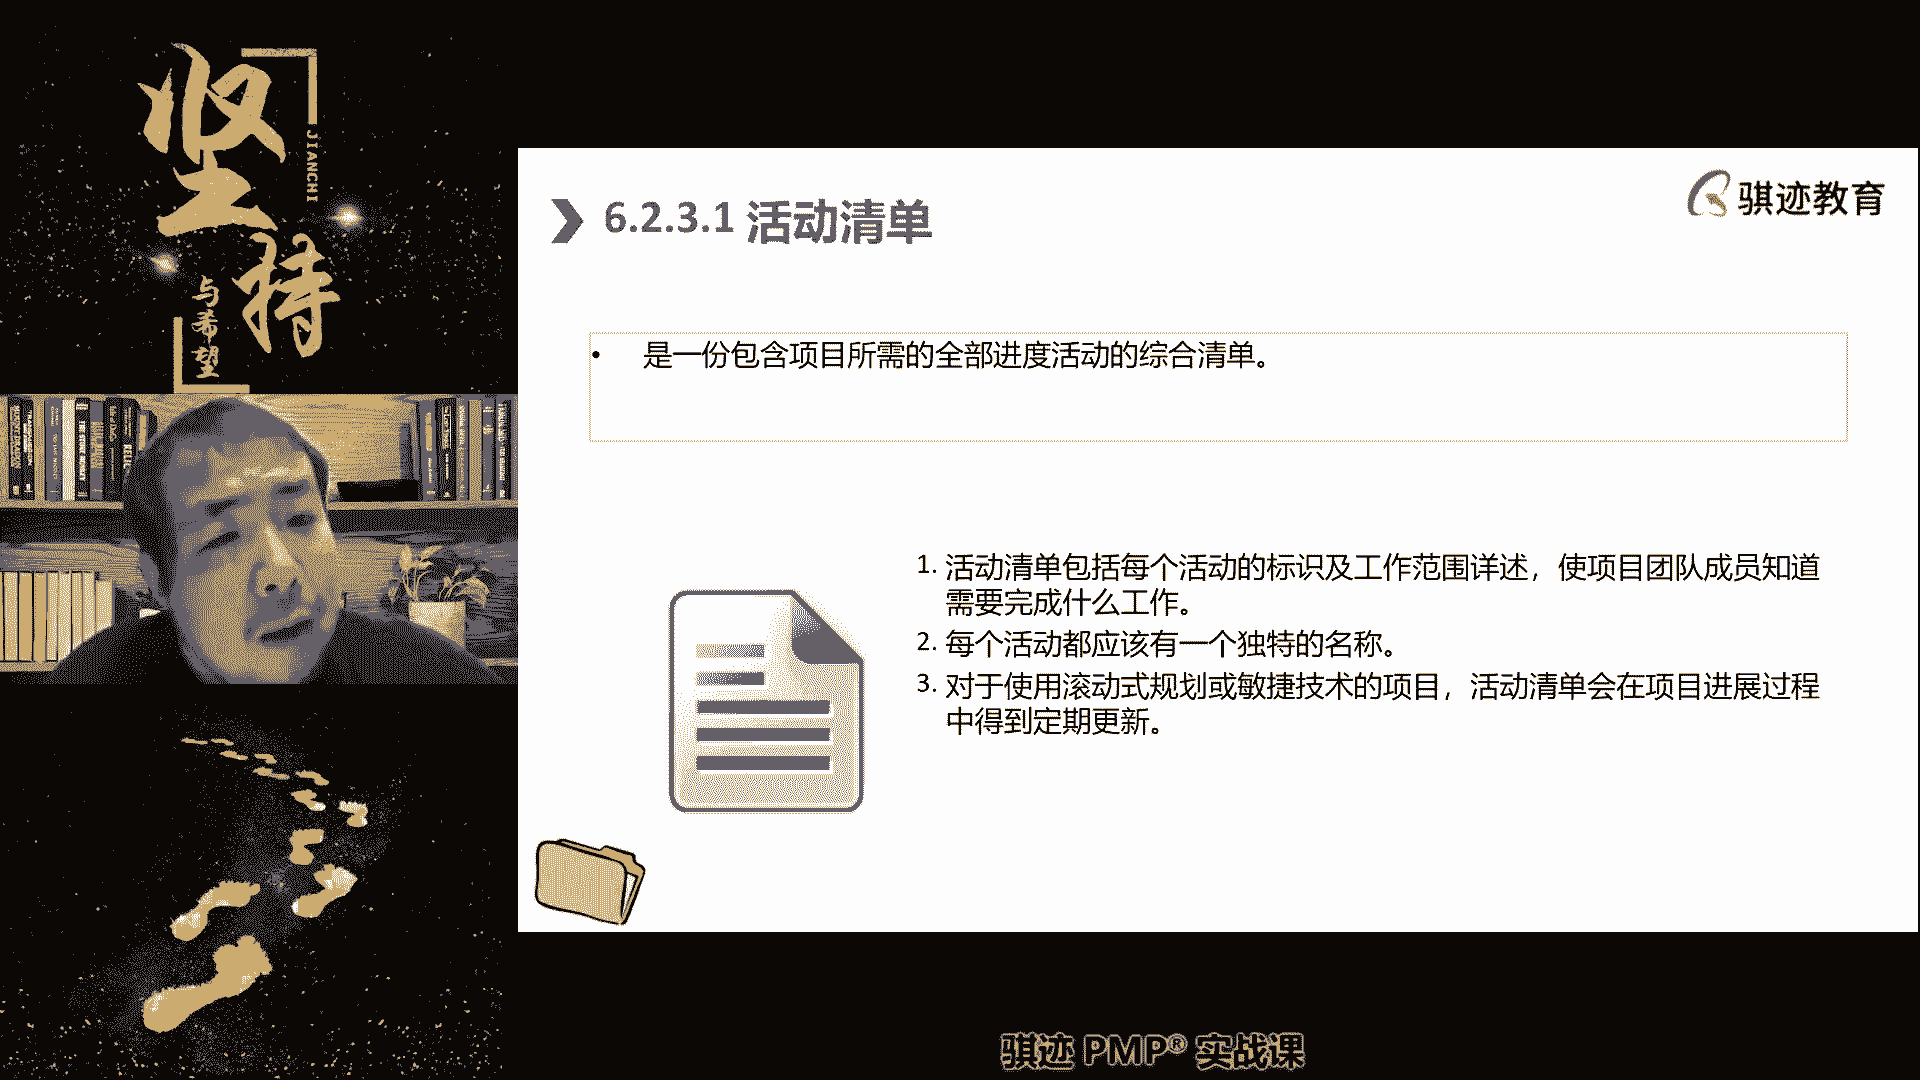 坚持
JIANCHI
与希望
骐迹教育
6.2.3.1 活动清单
• 是一份包含项目所需的全部进度活动的综合清单。
1. 活动清单包括每个活动的标识及工作范围详述，使项目团队成员知道
需要完成什么工作。
2. 每个活动都应该有一个独特的名称。
3. 对于使用滚动式规划或敏捷技术的项目，活动清单会在项目进展过程
中得到定期更新。
骐迹 PMP® 实战课